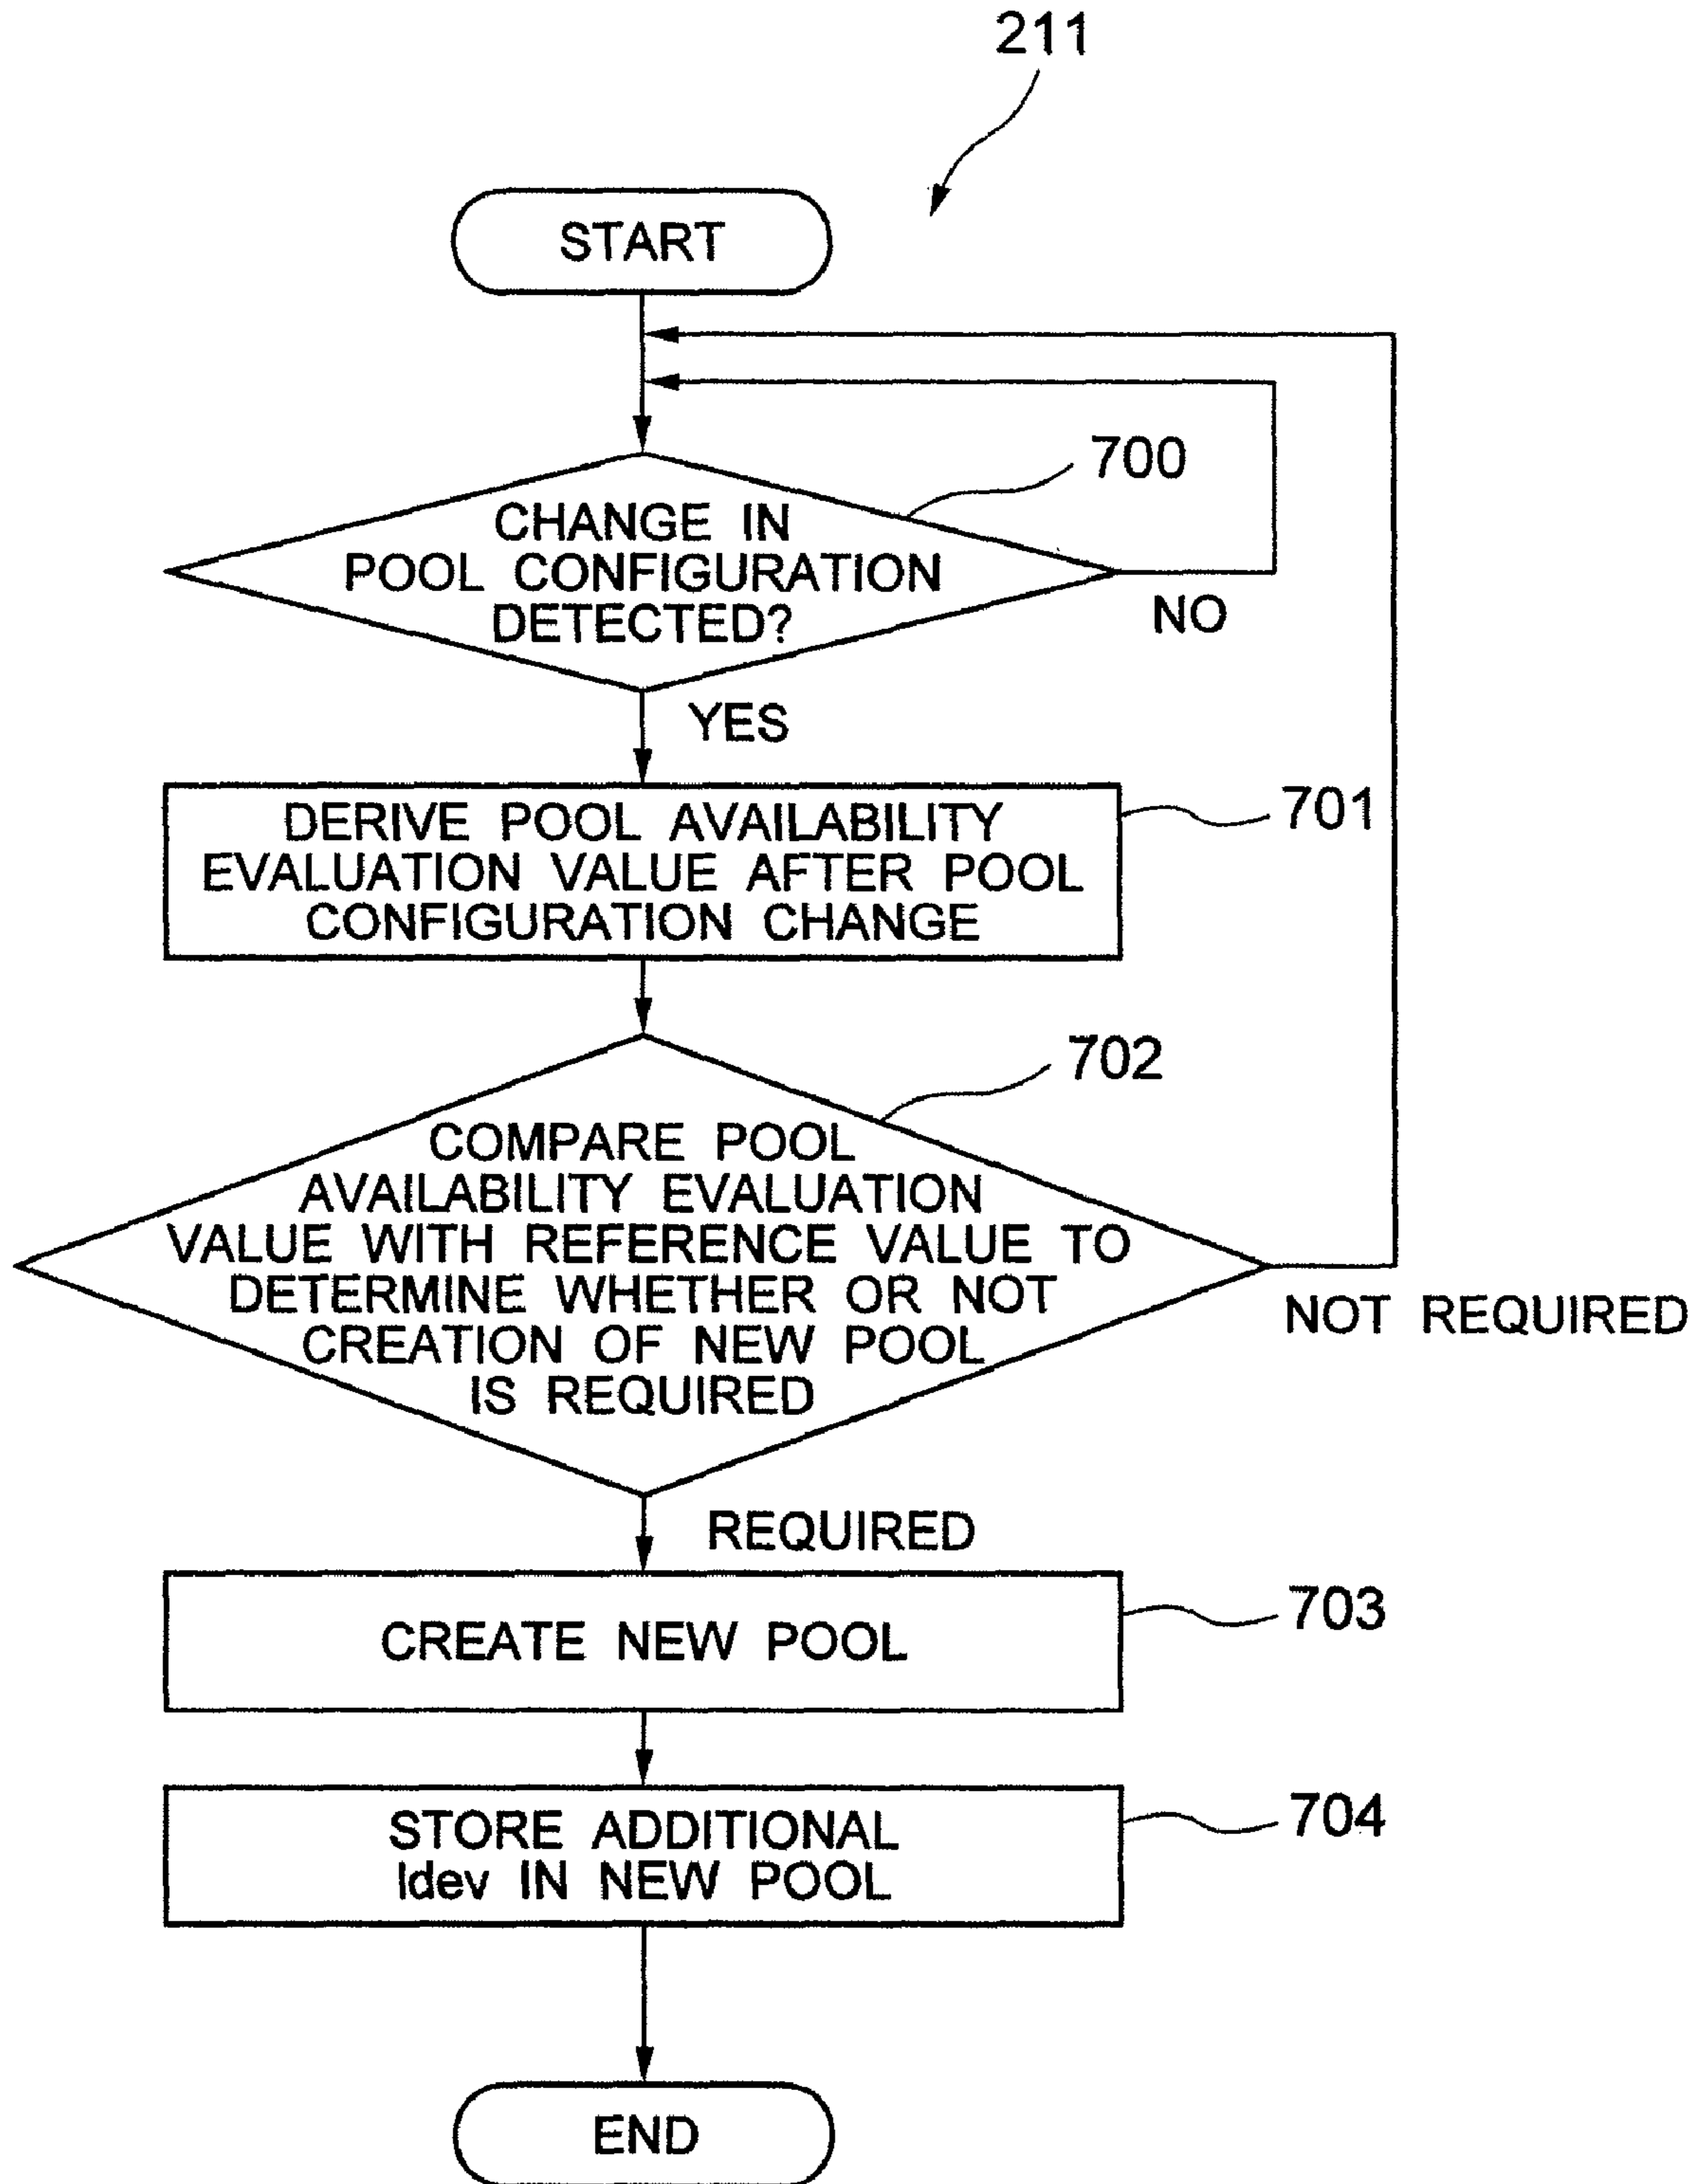 211
START
700
CHANGE IN
POOL CONFIGURATION
DETECTED?
NO
YES
DERIVE POOL AVAILABILITY
EVALUATION VALUE AFTER POOL
CONFIGURATION CHANGE
701
702
COMPARE POOL
AVAILABILITY EVALUATION
VALUE WITH REFERENCE VALUE TO
DETERMINE WHETHER OR NOT
CREATION OF NEW POOL
IS REQUIRED
NOT REQUIRED
REQUIRED
CREATE NEW POOL
703
STORE ADDITIONAL
ldev IN NEW POOL
704
END